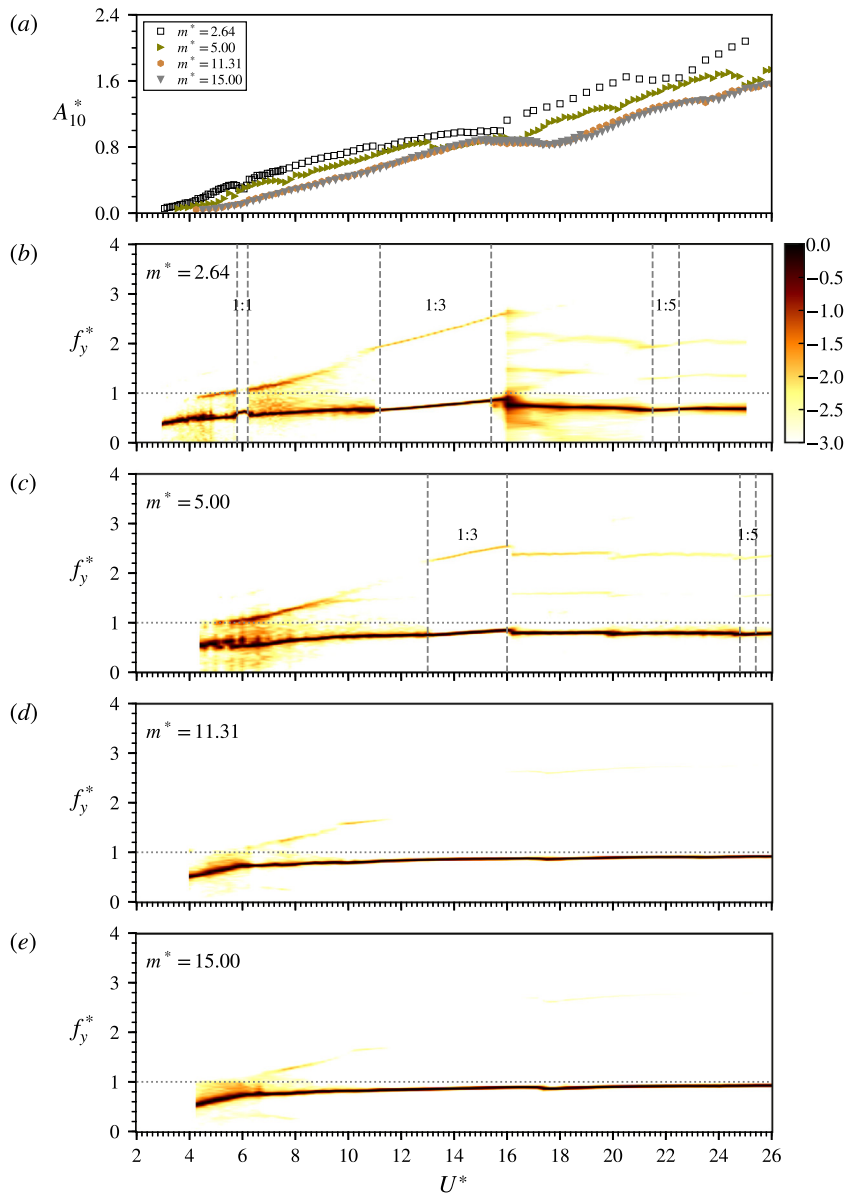 (a)
2.4
1.6
0.8
0.0
A*10
m* = 2.64
m* = 5.00
m* = 11.31
m* = 15.00
(b)
4
3
2
1
0
f*y
m* = 2.64
1:1
1:3
1:5
0.0
−0.5
−1.0
−1.5
−2.0
−2.5
−3.0
(c)
4
3
2
1
0
f*y
m* = 5.00
1:3
1:5
(d)
4
3
2
1
0
f*y
m* = 11.31
(e)
4
3
2
1
0
f*y
m* = 15.00
2 4 6 8 10 12 14 16 18 20 22 24 26
U*